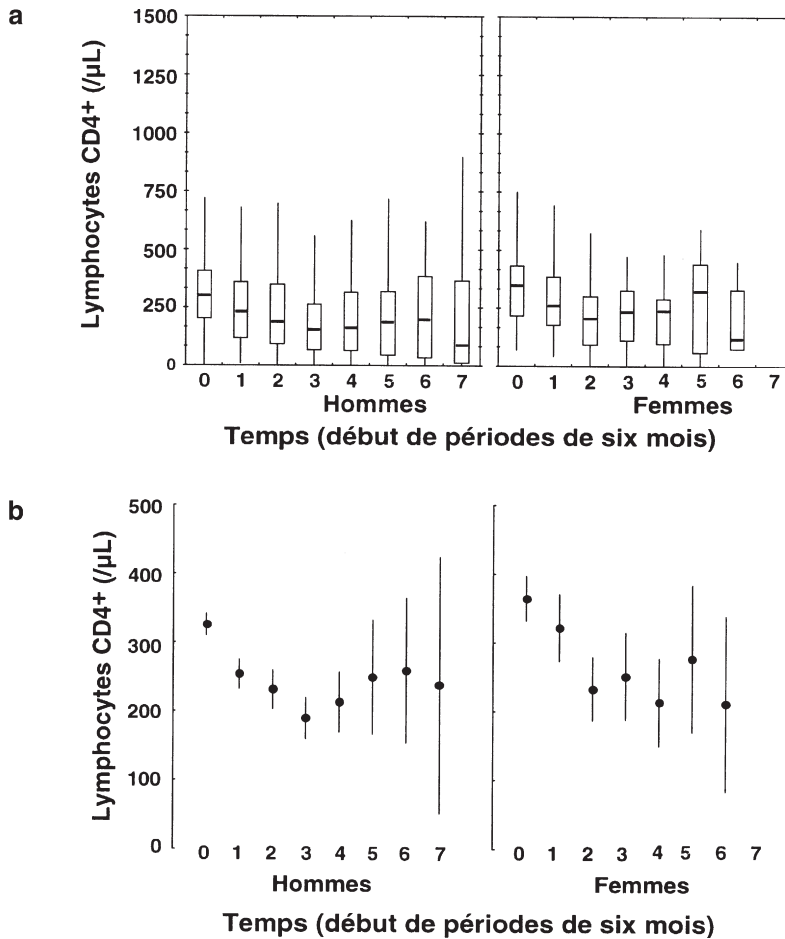 a
Lymphocytes CD4+ (/µL)
1500
1250
1000
750
500
250
0
0 1 2 3 4 5 6 7
Hommes
0 1 2 3 4 5 6 7
Femmes
Temps (début de périodes de six mois)
b
Lymphocytes CD4+ (/µL)
500
400
300
200
100
0
0 1 2 3 4 5 6 7
Hommes
0 1 2 3 4 5 6 7
Femmes
Temps (début de périodes de six mois)